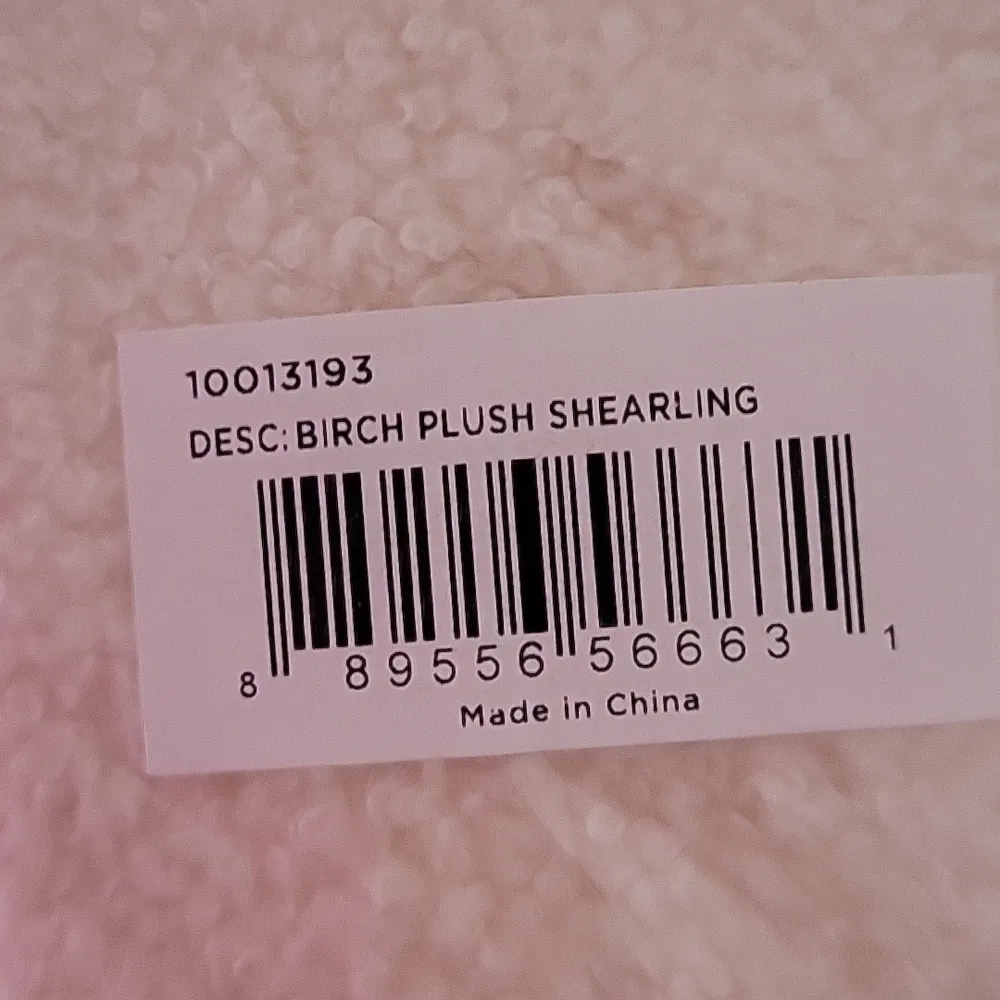 10013193
DESC: BIRCH PLUSH SHEARLING
8 89556 56663 1
Made in China